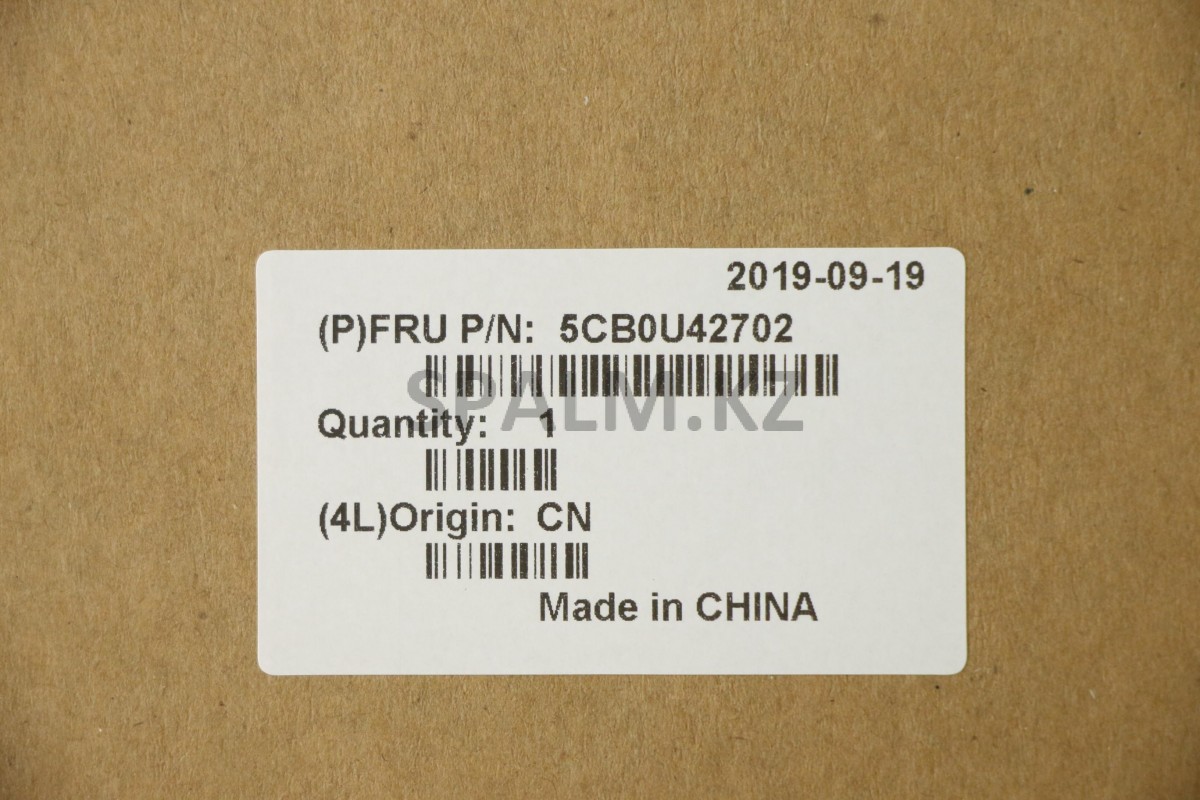 2019-09-19
(P)FRU P/N: 5CB0U42702
SPALM.KZ
Quantity: 1
(4L)Origin: CN
Made in CHINA